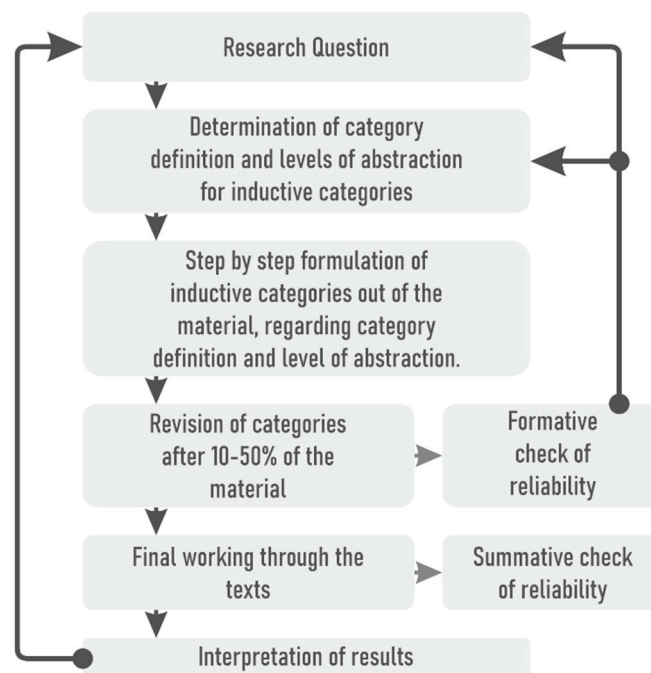 Research Question
Determination of category
definition and levels of abstraction
for inductive categories
Step by step formulation of
inductive categories out of the
material, regarding category
definition and level of abstraction.
Revision of categories
after 10-50% of the
material
Formative
check of
reliability
Final working through the
texts
Summative check
of reliability
Interpretation of results